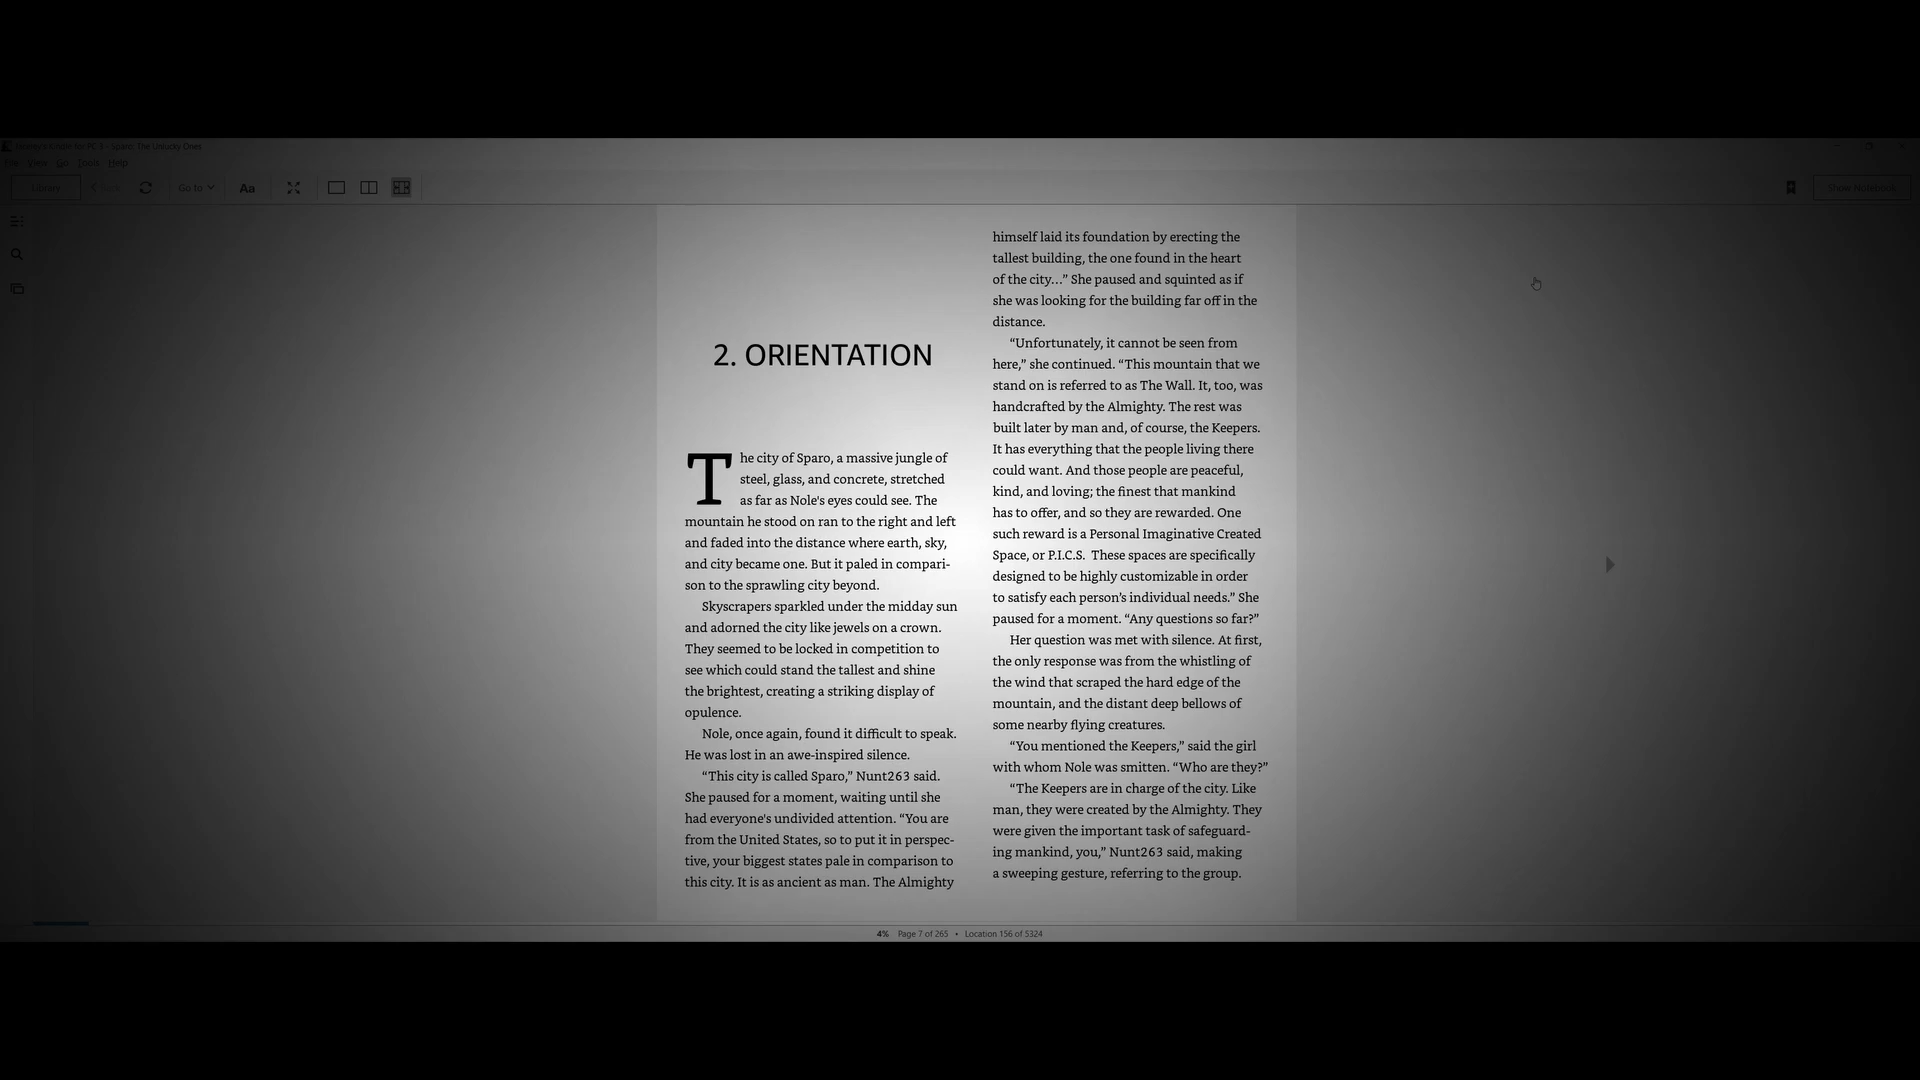 Kindle for PC 3 - Sparo: The Unlucky Ones
File View Go Tools Help
Library
Back
Go to
Aa
Show Notebook
2. ORIENTATION
The city of Sparo, a massive jungle of
steel, glass, and concrete, stretched
as far as Nole's eyes could see. The
mountain he stood on ran to the right and left
and faded into the distance where earth, sky,
and city became one. But it paled in compari-
son to the sprawling city beyond.
Skyscrapers sparkled under the midday sun
and adorned the city like jewels on a crown.
They seemed to be locked in competition to
see which could stand the tallest and shine
the brightest, creating a striking display of
opulence.
Nole, once again, found it difficult to speak.
He was lost in an awe-inspired silence.
“This city is called Sparo,” Nunt263 said.
She paused for a moment, waiting until she
had everyone's undivided attention. “You are
from the United States, so to put it in perspec-
tive, your biggest states pale in comparison to
this city. It is as ancient as man. The Almighty
himself laid its foundation by erecting the
tallest building, the one found in the heart
of the city…” She paused and squinted as if
she was looking for the building far off in the
distance.
“Unfortunately, it cannot be seen from
here,” she continued. “This mountain that we
stand on is referred to as The Wall. It, too, was
handcrafted by the Almighty. The rest was
built later by man and, of course, the Keepers.
It has everything that the people living there
could want. And those people are peaceful,
kind, and loving; the finest that mankind
has to offer, and so they are rewarded. One
such reward is a Personal Imaginative Created
Space, or P.I.C.S. These spaces are specifically
designed to be highly customizable in order
to satisfy each person’s individual needs.” She
paused for a moment. “Any questions so far?”
Her question was met with silence. At first,
the only response was from the whistling of
the wind that scraped the hard edge of the
mountain, and the distant deep bellows of
some nearby flying creatures.
“You mentioned the Keepers,” said the girl
with whom Nole was smitten. “Who are they?”
“The Keepers are in charge of the city. Like
man, they were created by the Almighty. They
were given the important task of safeguard-
ing mankind, you,” Nunt263 said, making
a sweeping gesture, referring to the group.
4% Page 7 of 265 • Location 156 of 5324